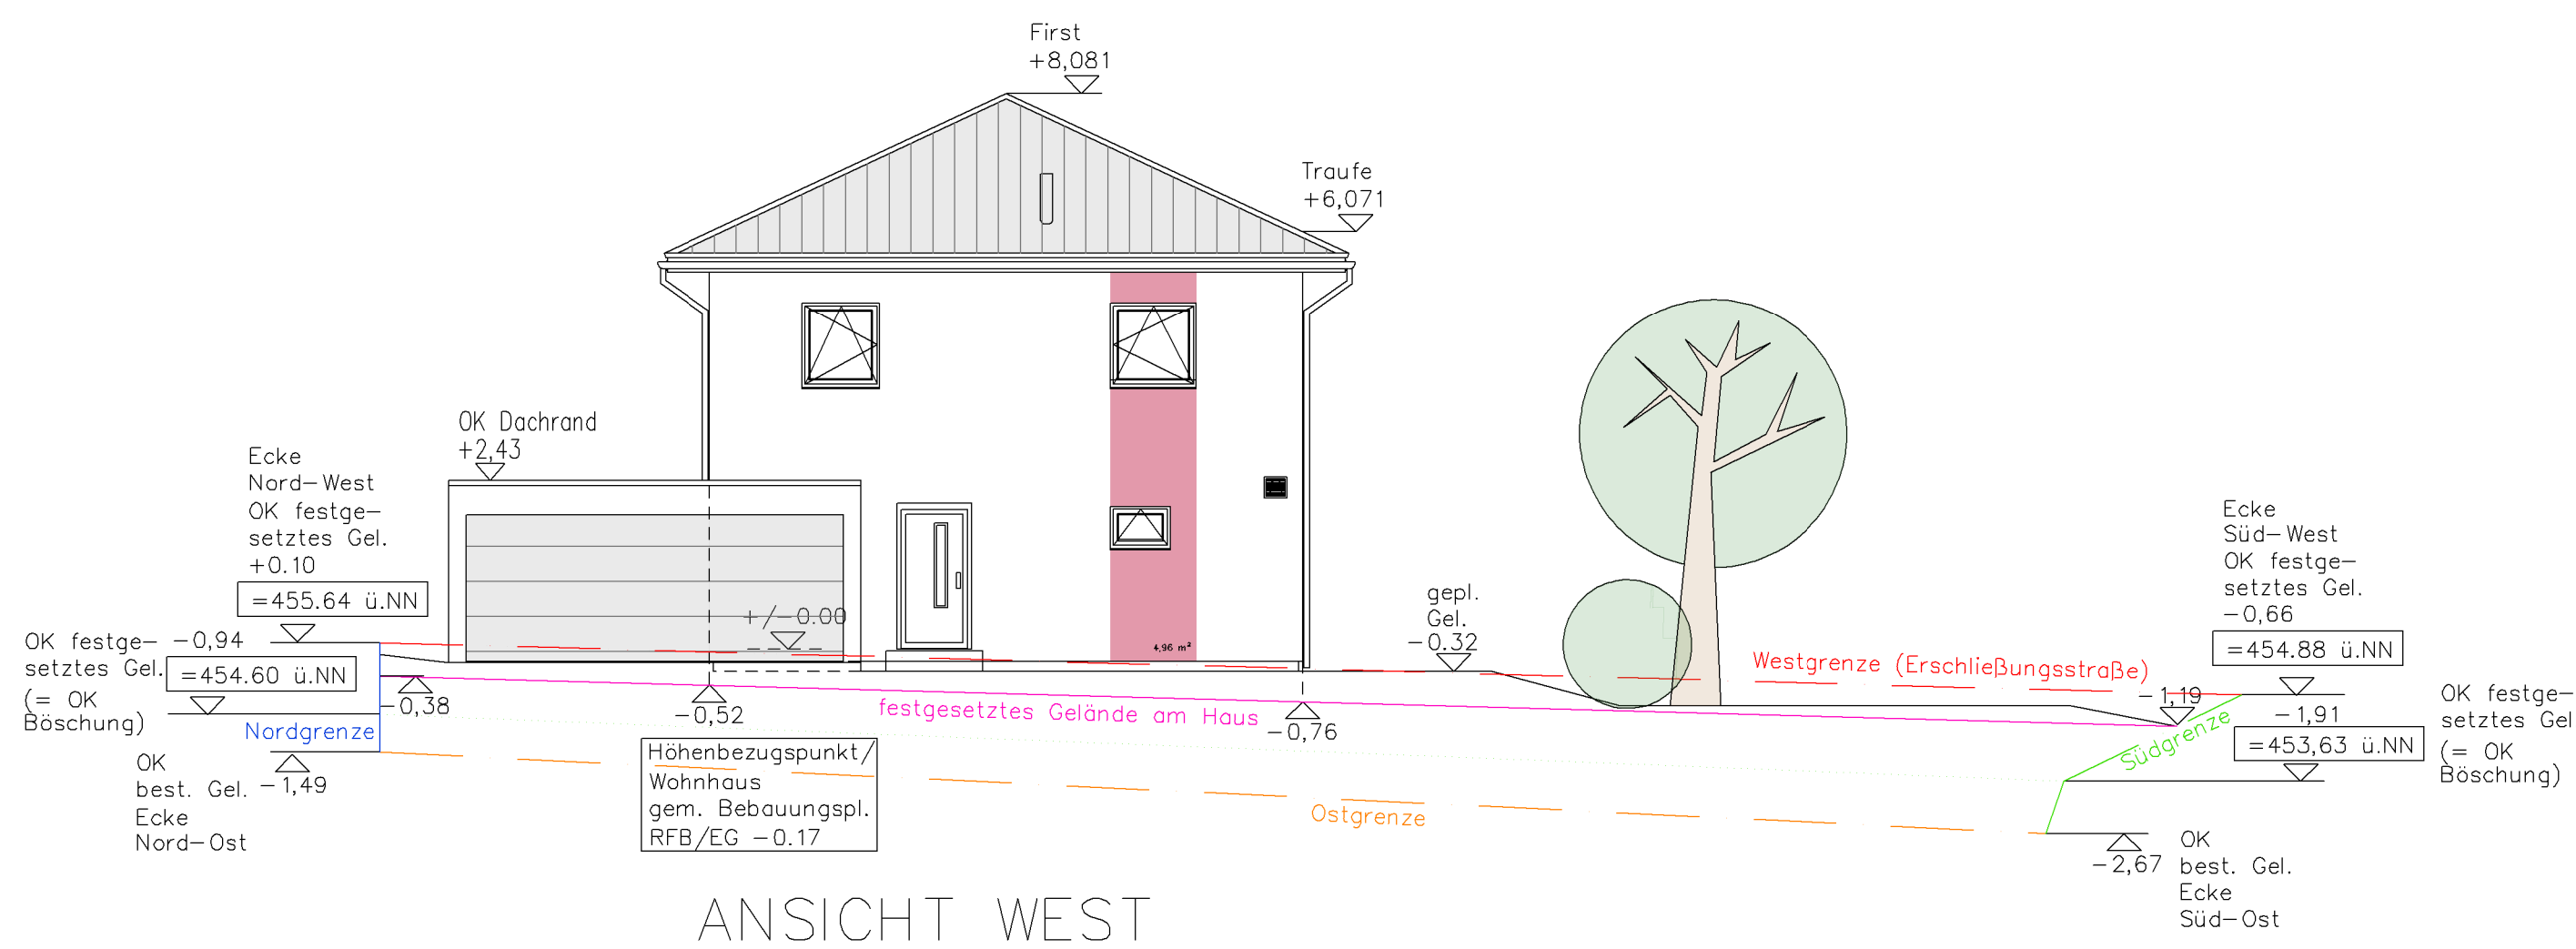 First
+8,081
Traufe
+6,071
OK Dachrand
+2,43
Ecke
Nord-West
OK festge-
setztes Gel.
+0.10
=455.64 ü.NN
OK festge-
setztes Gel.
(= OK
Böschung)
-0,94
=454.60 ü.NN
-0,38
Nordgrenze
OK
best. Gel.
Ecke
Nord-Ost
-1,49
+/-0.00
-0,52
Höhenbezugspunkt/
Wohnhaus
gem. Bebauungspl.
RFB/EG -0.17
festgesetztes Gelände am Haus
4,96 m²
-0,76
Ostgrenze
gepl.
Gel.
-0.32
Westgrenze (Erschließungsstraße)
Ecke
Süd-West
OK festge-
setztes Gel.
-0,66
=454.88 ü.NN
-1,19
Südgrenze
-1,91
=453,63 ü.NN
OK festge-
setztes Gel
(= OK
Böschung)
-2,67
OK
best. Gel.
Ecke
Süd-Ost
ANSICHT WEST